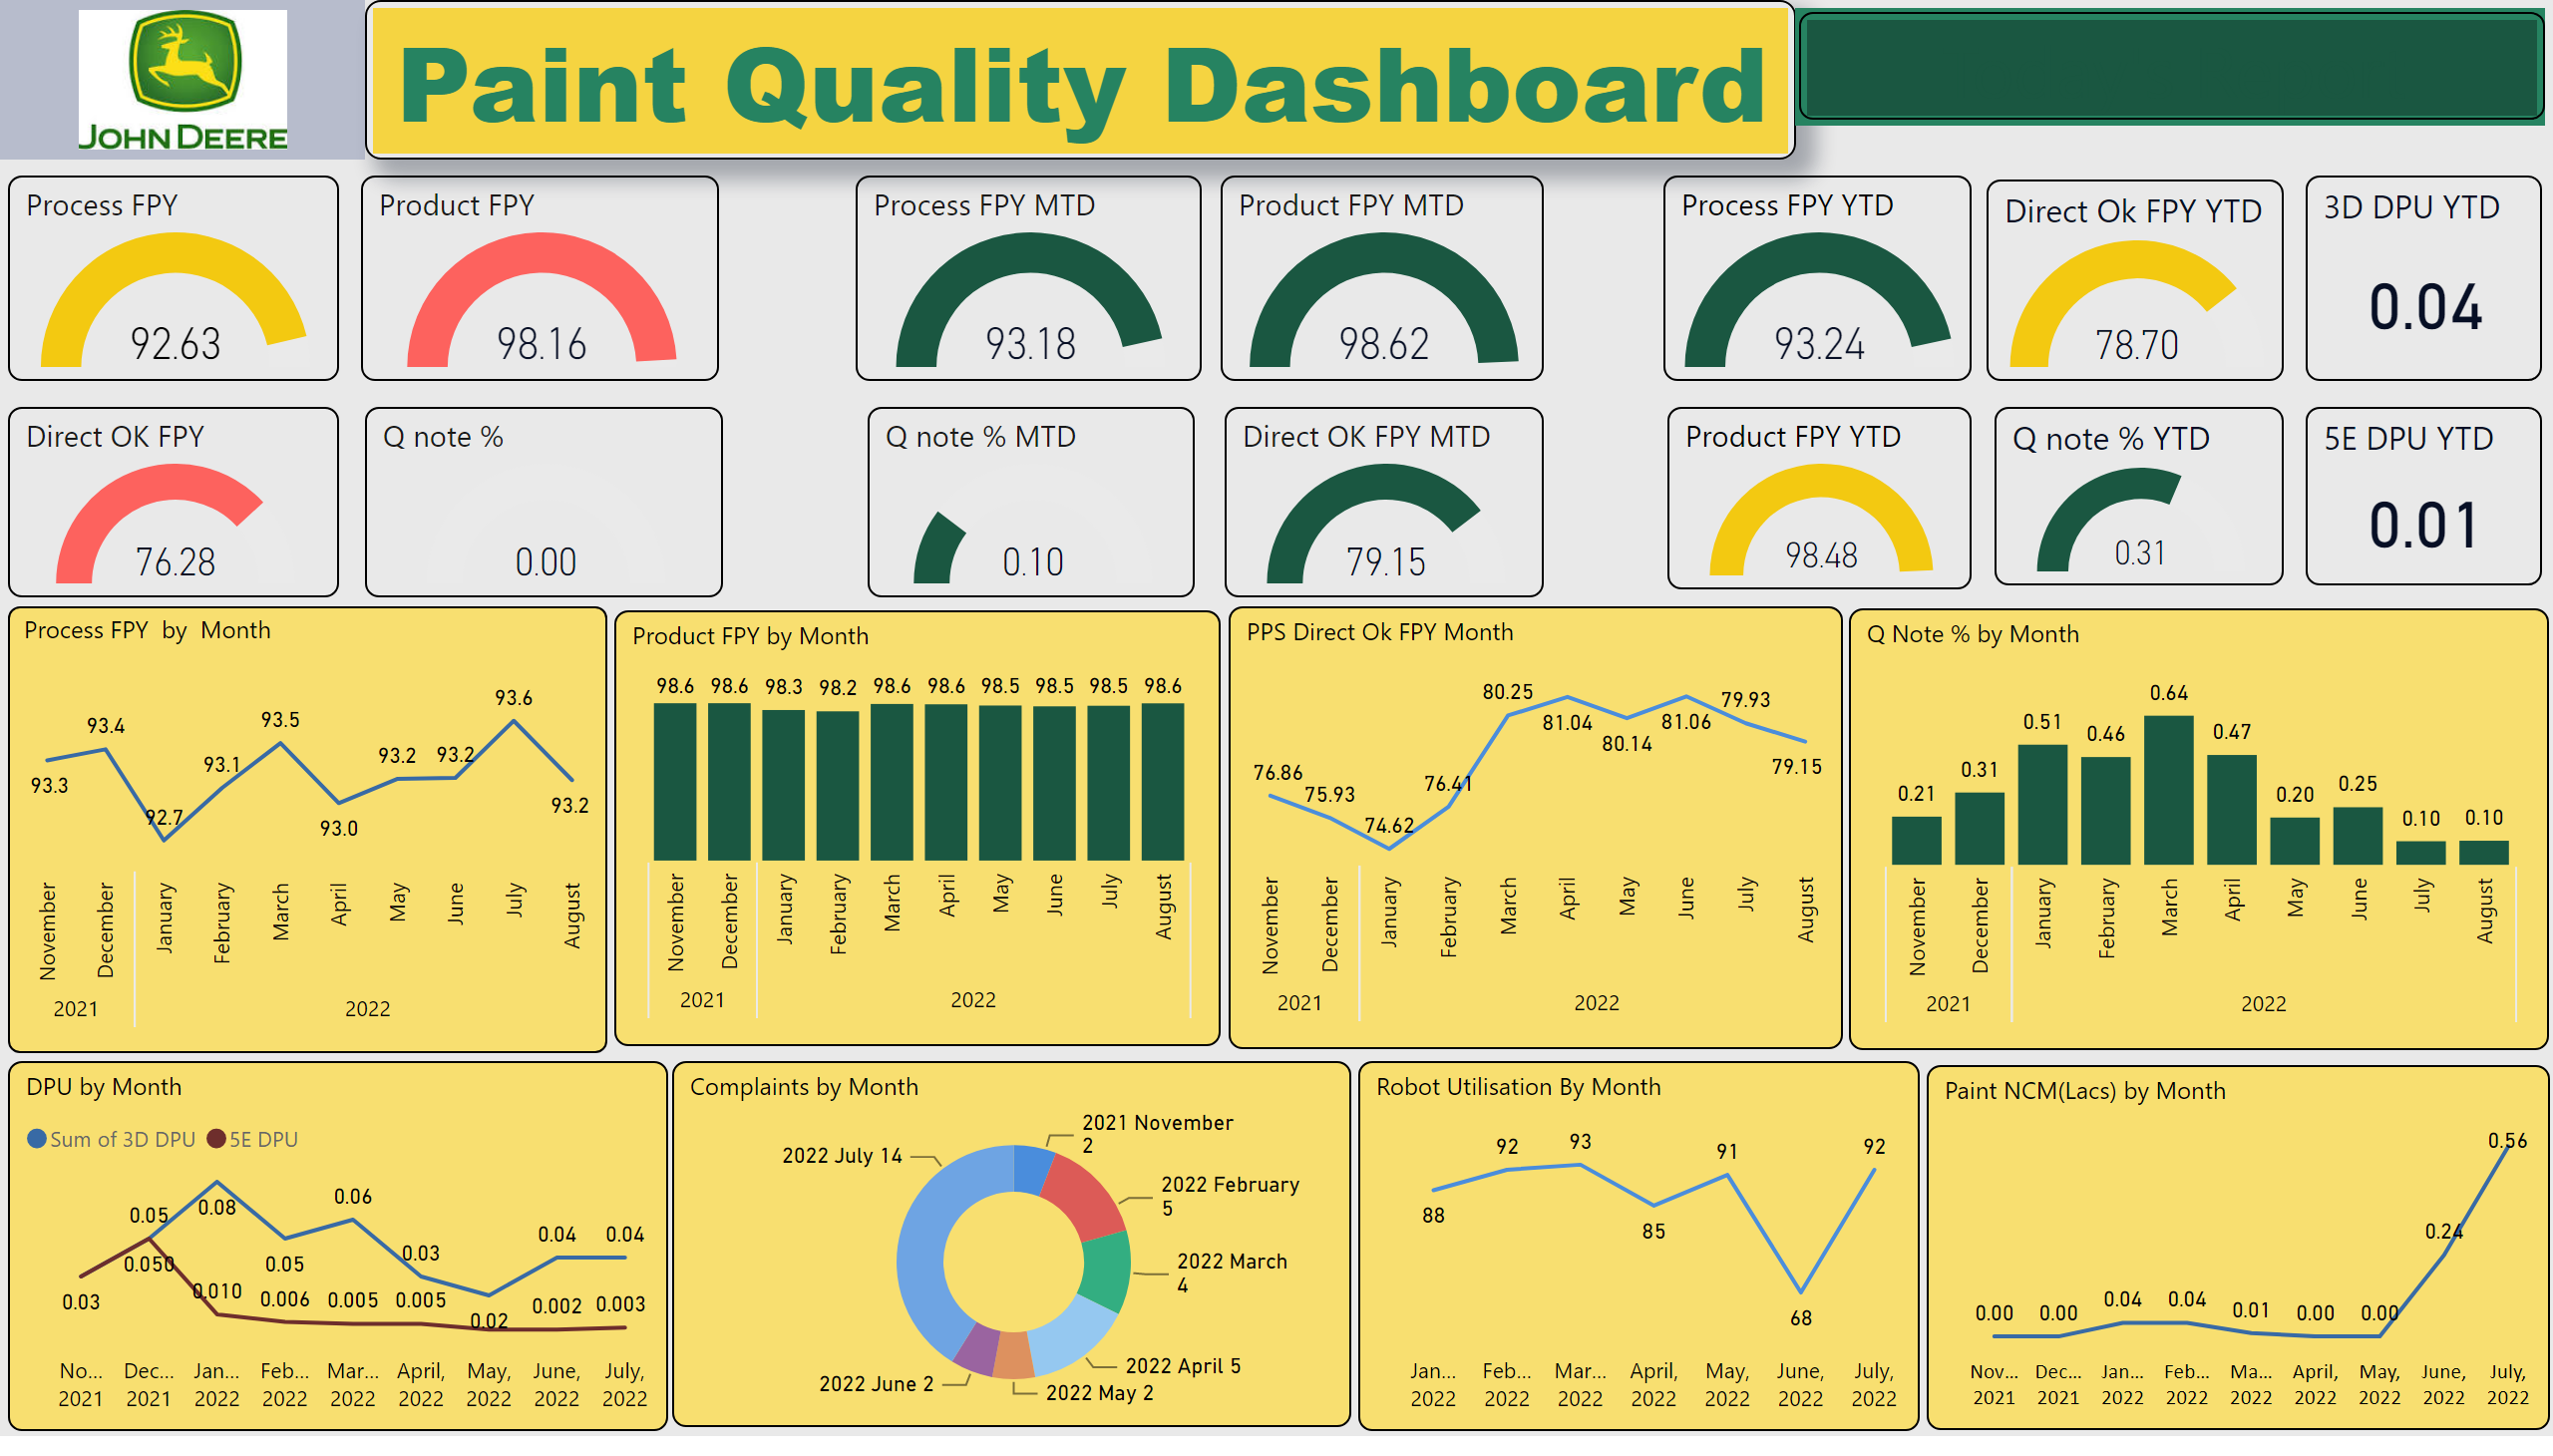 JOHN DEERE
Paint Quality Dashboard
Process FPY
92.63
Product FPY
98.16
Process FPY MTD
93.18
Product FPY MTD
98.62
Process FPY YTD
93.24
Direct Ok FPY YTD
78.70
3D DPU YTD
0.04
Direct OK FPY
76.28
Q note %
0.00
Q note % MTD
0.10
Direct OK FPY MTD
79.15
Product FPY YTD
98.48
Q note % YTD
0.31
5E DPU YTD
0.01
Process FPY by Month
93.3
93.4
92.7
93.1
93.5
93.0
93.2
93.2
93.6
93.2
November
December
January
February
March
April
May
June
July
August
2021
2022
Product FPY by Month
98.6 98.6 98.3 98.2 98.6 98.6 98.5 98.5 98.5 98.6
November
December
January
February
March
April
May
June
July
August
2021
2022
PPS Direct Ok FPY Month
76.86
75.93
74.62
76.41
80.25
81.04
80.14
81.06
79.93
79.15
November
December
January
February
March
April
May
June
July
August
2021
2022
Q Note % by Month
0.21
0.31
0.51
0.46
0.64
0.47
0.20
0.25
0.10
0.10
November
December
January
February
March
April
May
June
July
August
2021
2022
DPU by Month
Sum of 3D DPU
5E DPU
0.05
0.08
0.05
0.06
0.03
0.04
0.04
0.03
0.050
0.010
0.006
0.005
0.005
0.02
0.002
0.003
No... Dec... Jan... Feb... Mar... April, May, June, July,
2021 2021 2022 2022 2022 2022 2022 2022 2022
Complaints by Month
2021 November
2
2022 February
5
2022 March
4
2022 April 5
2022 May 2
2022 June 2
2022 July 14
Robot Utilisation By Month
88
92
93
85
91
68
92
Jan... Feb... Mar... April, May, June, July,
2022 2022 2022 2022 2022 2022 2022
Paint NCM(Lacs) by Month
0.00
0.00
0.04
0.04
0.01
0.00
0.00
0.24
0.56
Nov... Dec... Jan... Feb... Ma... April, May, June, July,
2021 2021 2022 2022 2022 2022 2022 2022 2022